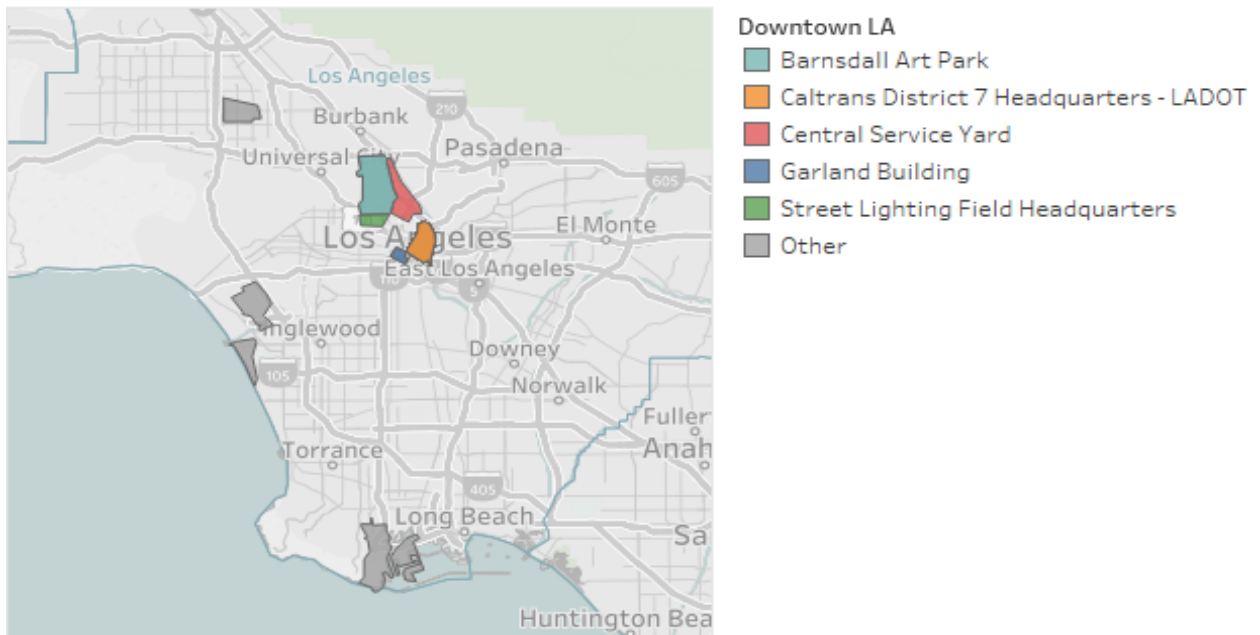 Los Angeles
210
Burbank
Universal City
Pasadena
605
El Monte
Los Angeles
East Los Angeles
110
5
Inglewood
Downey
105
Norwalk
Fuller
Anah
Torrance
405
Long Beach
Sa
Huntington Bea
Downtown LA
Barnsdall Art Park
Caltrans District 7 Headquarters - LADOT
Central Service Yard
Garland Building
Street Lighting Field Headquarters
Other